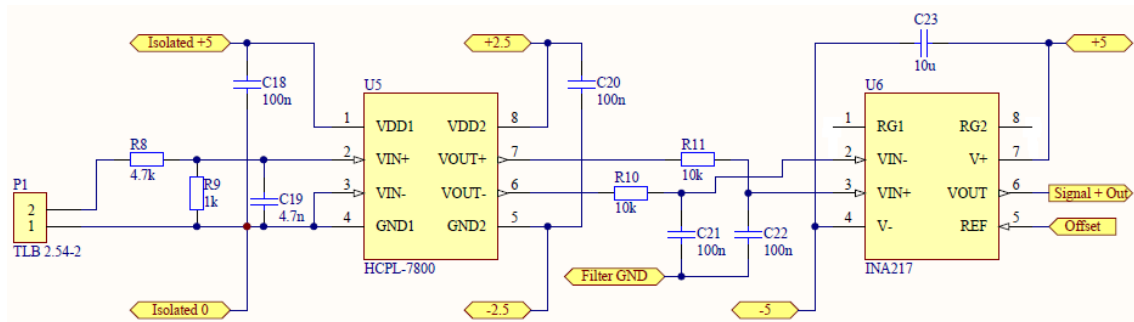 C23
Isolated +5
+2.5
+5
10u
C18
100n
U5
C20
100n
U6
1 VDD1 VDD2 8
1 RG1 RG2 8
R8
4.7k
2 VIN+ VOUT+ 7
R11
10k
2 VIN- V+ 7
P1
R9
1k
3 VIN- VOUT- 6
R10
10k
3 VIN+ VOUT 6
Signal + Out
2
1
C19
4.7n
4 GND1 GND2 5
C21
100n
C22
100n
4 V- REF 5
Offset
TLB 2.54-2
HCPL-7800
Filter GND
INA217
Isolated 0
-2.5
-5